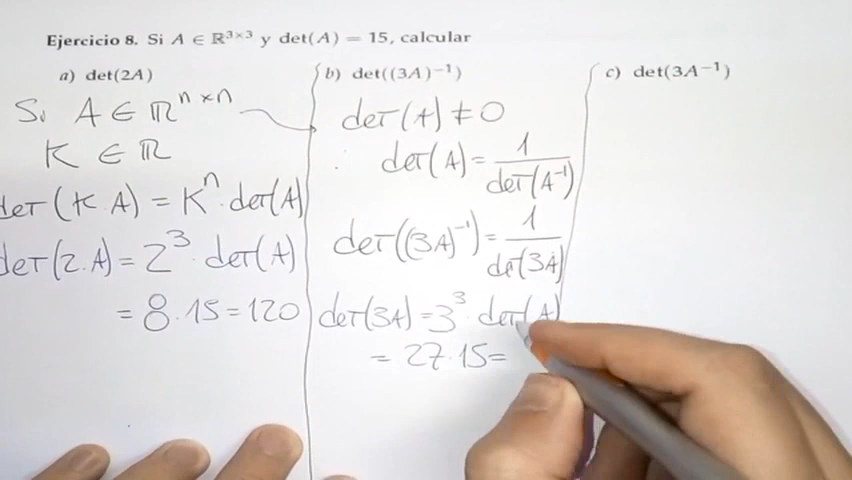 Ejercicio 8. Si A ∈ ℝ^{3×3} y det(A) = 15, calcular
a) det(2A)
Si A ∈ ℝ^{n×n}
K ∈ ℝ
det(K.A) = K^n . det(A)
det(2.A) = 2^3 . det(A)
= 8.15 = 120
b) det((3A)^{-1})
det(A) ≠ 0
det(A) = 1/det(A^{-1})
det((3A)^{-1}) = 1/det(3A)
det(3A) = 3^3 . det(A)
= 27.15 =
c) det(3A^{-1})